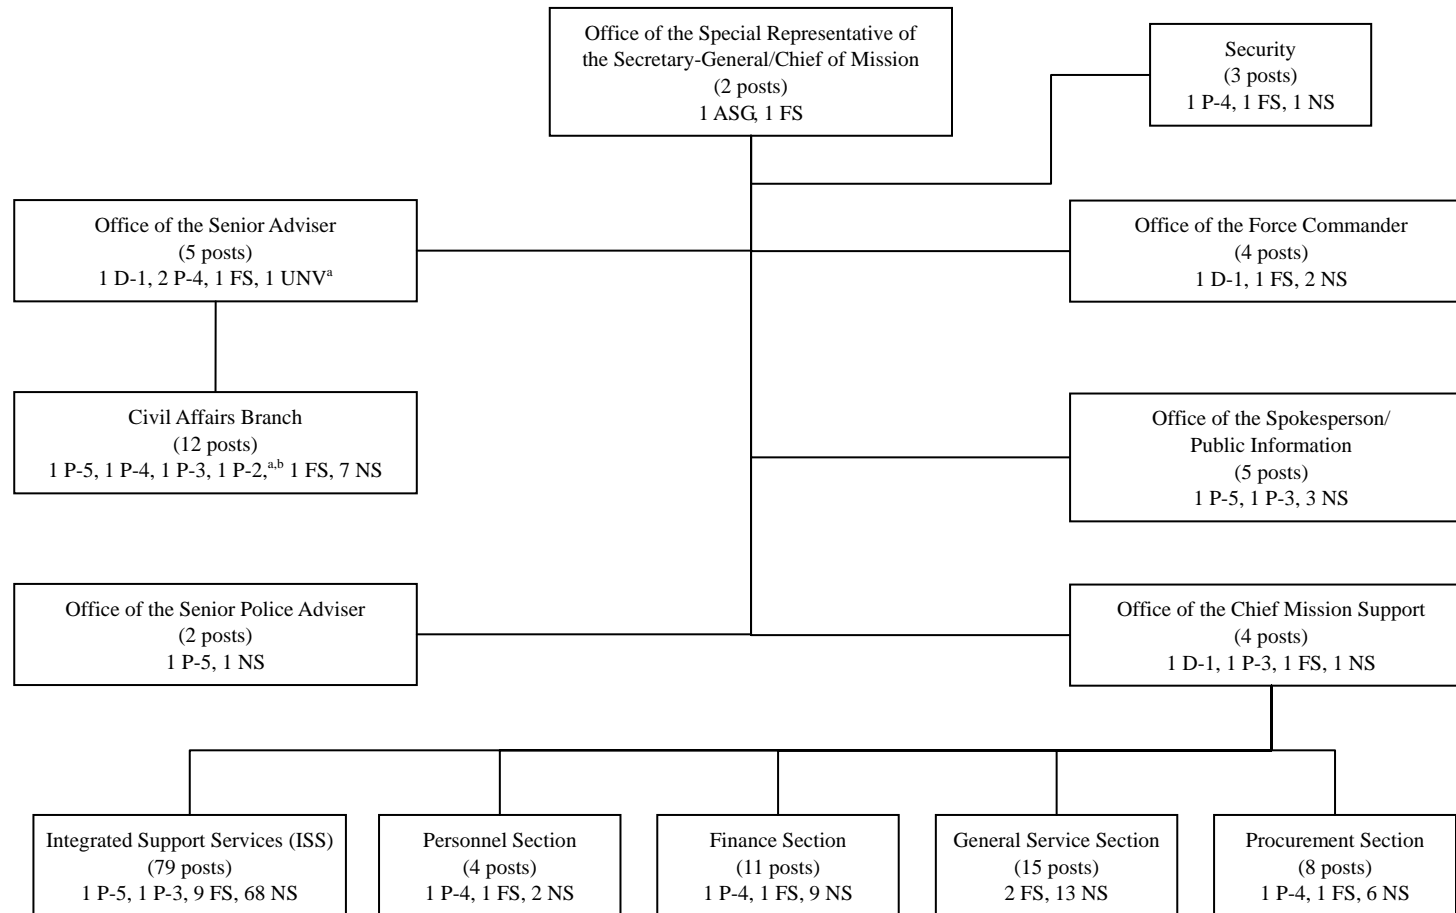 Office of the Special Representative of
the Secretary-General/Chief of Mission
(2 posts)
1 ASG, 1 FS
Security
(3 posts)
1 P-4, 1 FS, 1 NS
Office of the Senior Adviser
(5 posts)
1 D-1, 2 P-4, 1 FS, 1 UNVᵃ
Office of the Force Commander
(4 posts)
1 D-1, 1 FS, 2 NS
Civil Affairs Branch
(12 posts)
1 P-5, 1 P-4, 1 P-3, 1 P-2,ᵃ,ᵇ 1 FS, 7 NS
Office of the Spokesperson/
Public Information
(5 posts)
1 P-5, 1 P-3, 3 NS
Office of the Senior Police Adviser
(2 posts)
1 P-5, 1 NS
Office of the Chief Mission Support
(4 posts)
1 D-1, 1 P-3, 1 FS, 1 NS
Integrated Support Services (ISS)
(79 posts)
1 P-5, 1 P-3, 9 FS, 68 NS
Personnel Section
(4 posts)
1 P-4, 1 FS, 2 NS
Finance Section
(11 posts)
1 P-4, 1 FS, 9 NS
General Service Section
(15 posts)
2 FS, 13 NS
Procurement Section
(8 posts)
1 P-4, 1 FS, 6 NS